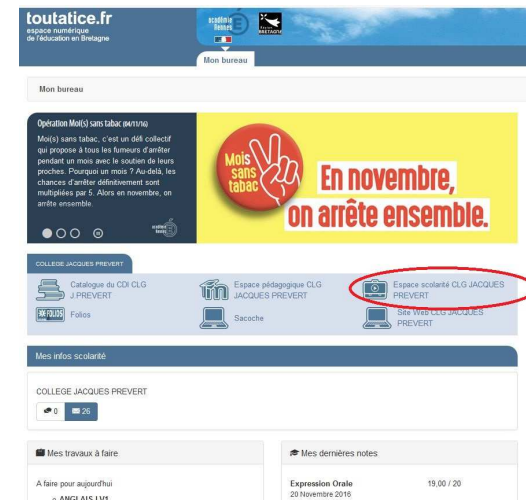 toutatice.fr
espace numérique
de l'éducation en Bretagne
académie
Rennes
BRETAGNE
Mon bureau
Mon bureau
Opération Moi(s) sans tabac (04/11/16)
Moi(s) sans tabac, c'est un défi collectif
qui propose à tous les fumeurs d'arrêter
pendant un mois avec le soutien de leurs
proches. Pourquoi un mois ? Au-delà, les
chances d'arrêter définitivement sont
multipliées par 5. Alors en novembre, on
arrête ensemble.
Mois
sans
tabac
En novembre,
on arrête ensemble.
COLLEGE JACQUES PREVERT
Catalogue du CDI CLG
J.PREVERT
Espace pédagogique CLG
JACQUES PREVERT
Espace scolarité CLG JACQUES
PREVERT
FOLIOS
Folios
Sacoche
Site Web CLG JACQUES
PREVERT
Mes infos scolarité
COLLEGE JACQUES PREVERT
0
26
Mes travaux à faire
Mes dernières notes
A faire pour aujourd'hui
ANGLAIS LV1
Expression Orale
19,00 / 20
20 Novembre 2016